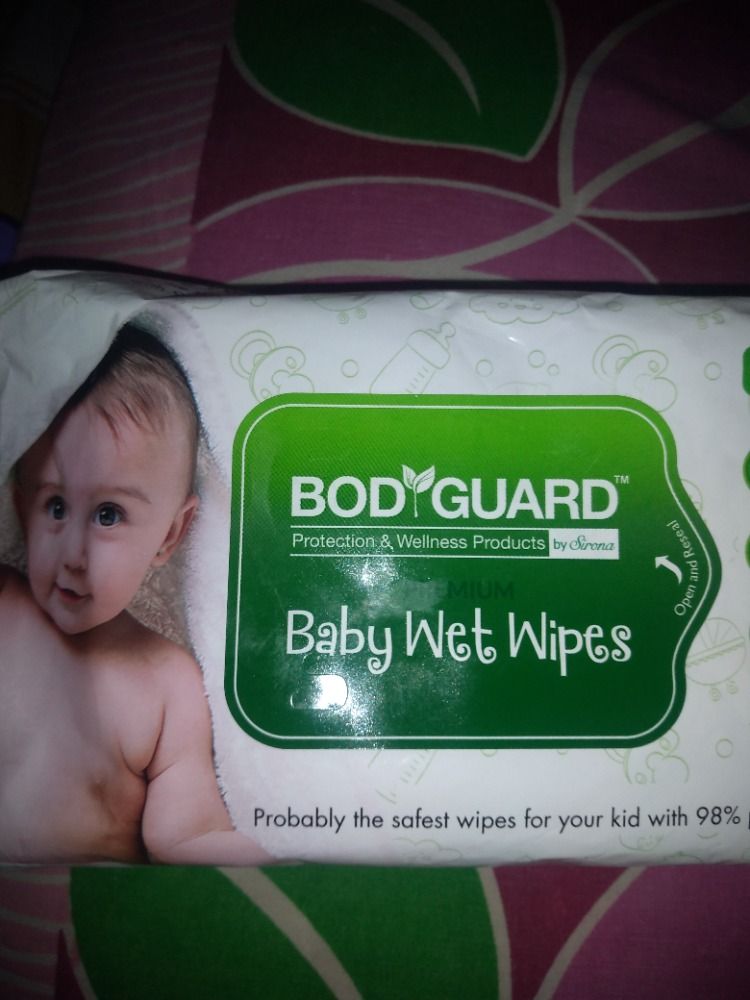 BODYGUARD™
Protection & Wellness Products by Sirona
PREMIUM
Baby Wet Wipes
Open and Reseal
Probably the safest wipes for your kid with 98%